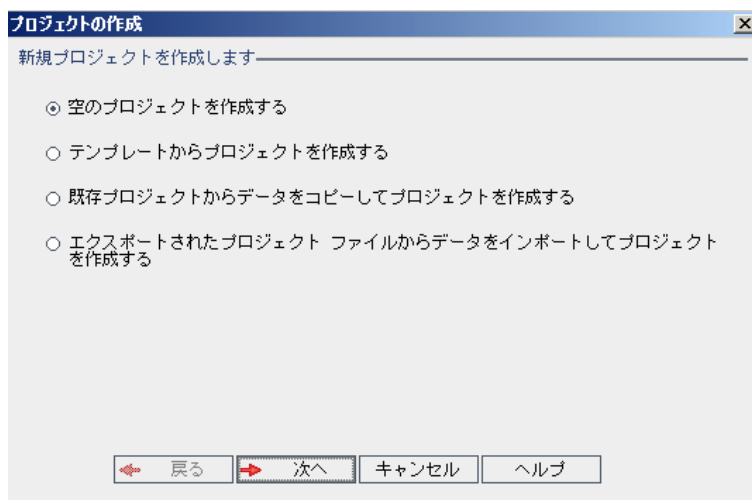 プロジェクトの作成
新規プロジェクトを作成します
空のプロジェクトを作成する
テンプレートからプロジェクトを作成する
既存プロジェクトからデータをコピーしてプロジェクトを作成する
エクスポートされたプロジェクト ファイルからデータをインポートしてプロジェクト
を作成する
戻る 次へ キャンセル ヘルプ